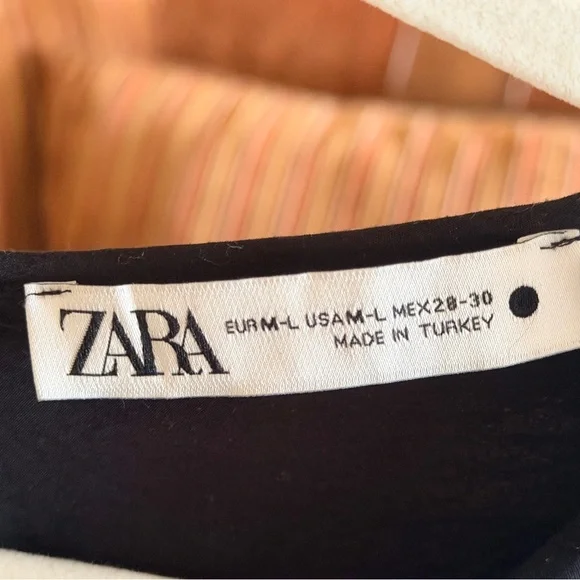 ZARA
EUR M-L USA M-L MEX 28-30
MADE IN TURKEY